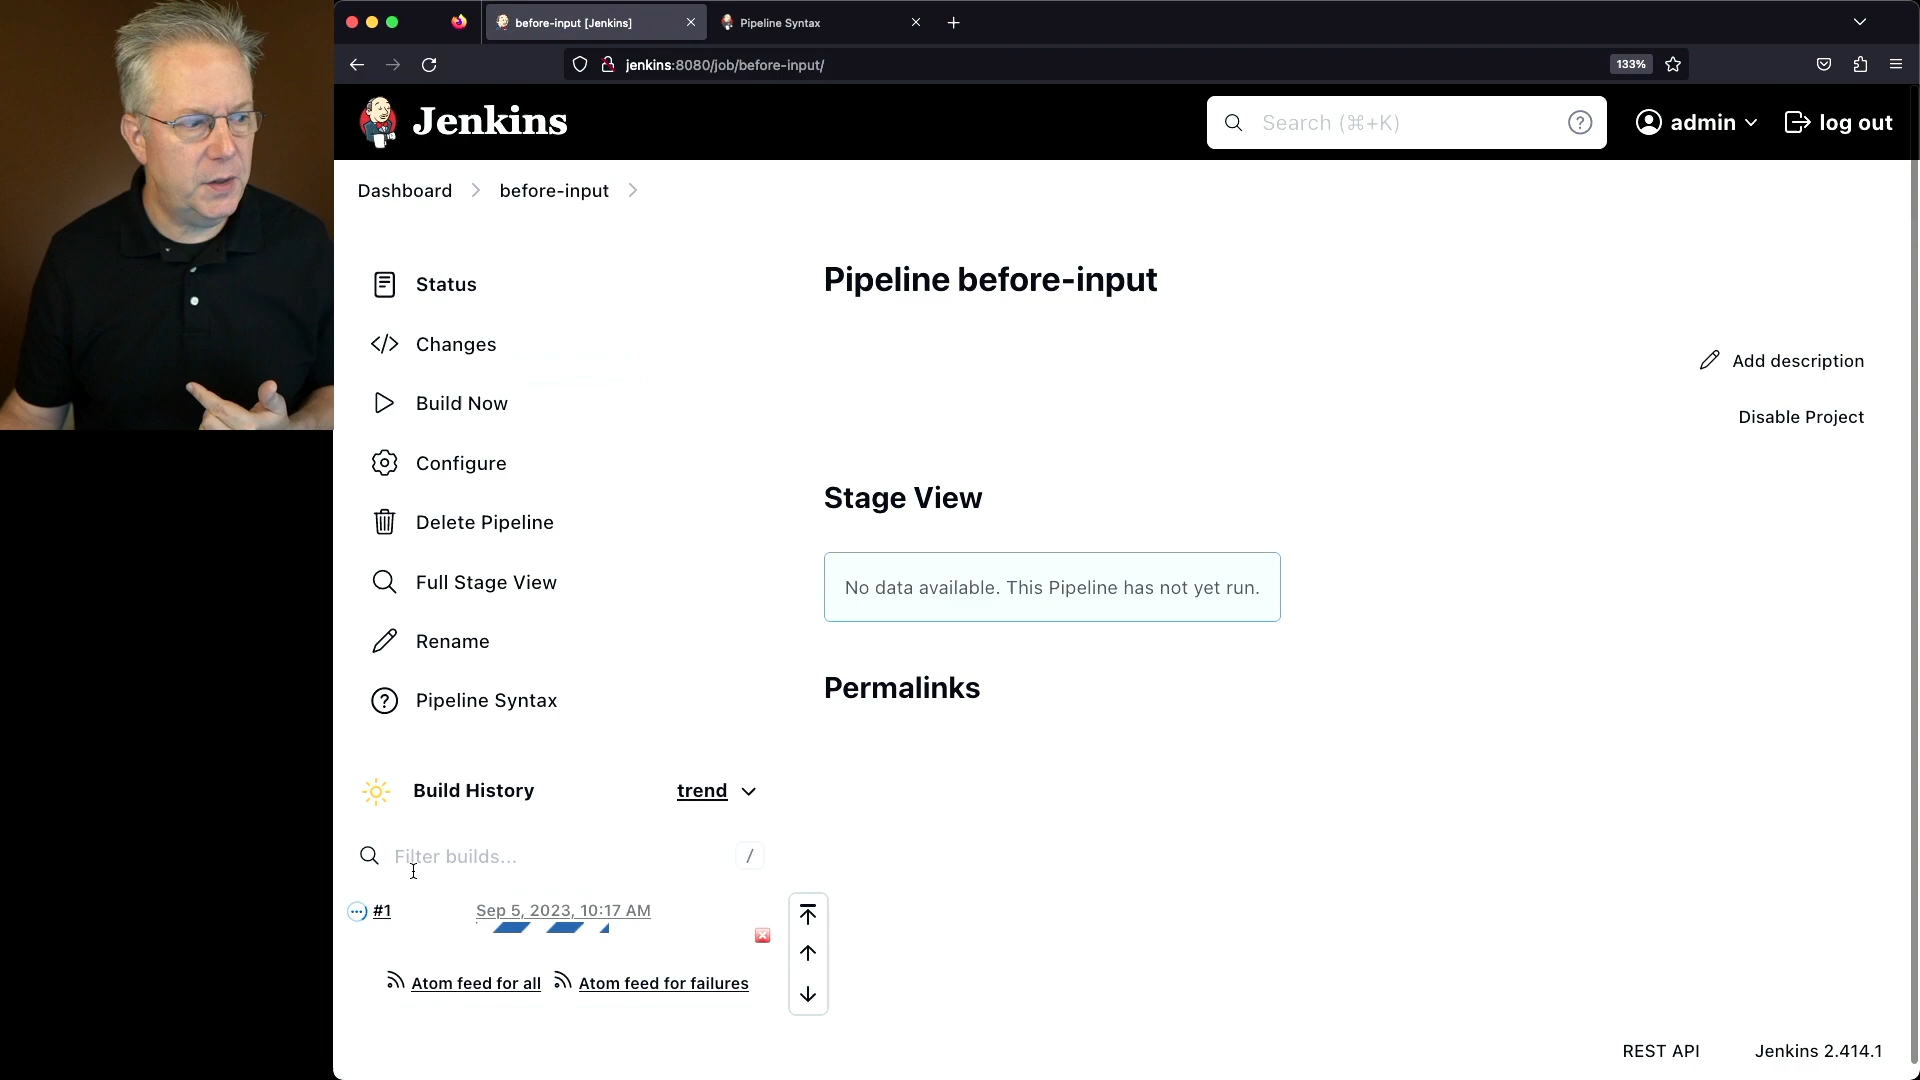 before-input [Jenkins]
Pipeline Syntax
jenkins:8080/job/before-input/
133%
Jenkins
Search (⌘+K)
admin
log out
Dashboard
before-input
Status
Pipeline before-input
Changes
Add description
Build Now
Disable Project
Configure
Stage View
Delete Pipeline
Full Stage View
No data available. This Pipeline has not yet run.
Rename
Permalinks
Pipeline Syntax
Build History
trend
Filter builds...
/
#1
Sep 5, 2023, 10:17 AM
Atom feed for all
Atom feed for failures
REST API
Jenkins 2.414.1